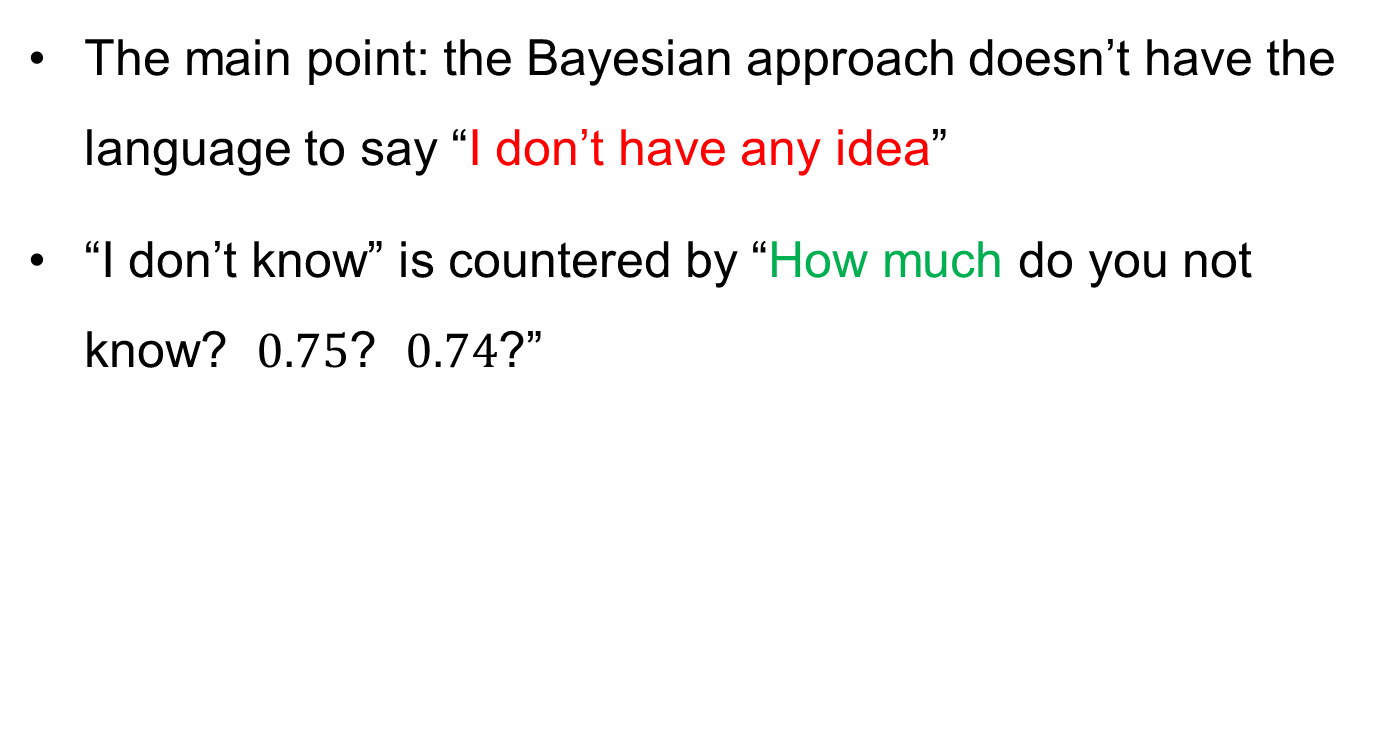 • The main point: the Bayesian approach doesn’t have the
language to say “I don’t have any idea”
• “I don’t know” is countered by “How much do you not
know? 0.75? 0.74?”